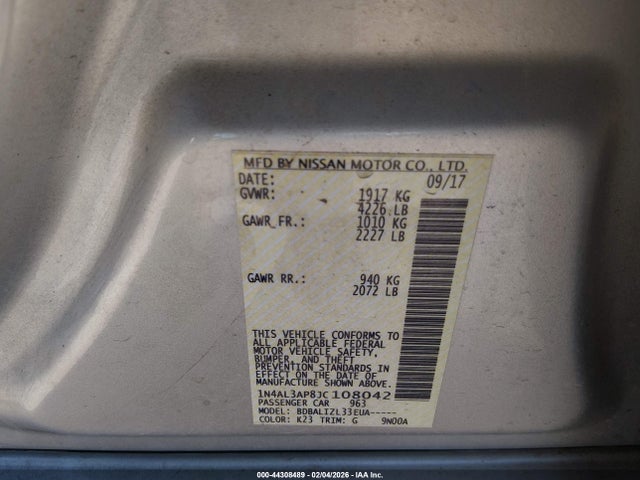 MFD BY NISSAN MOTOR CO., LTD.
DATE: 09/17
GVWR: 1917 KG
4226 LB
GAWR FR.: 1010 KG
2227 LB
GAWR RR.: 940 KG
2072 LB
THIS VEHICLE CONFORMS TO
ALL APPLICABLE FEDERAL
MOTOR VEHICLE SAFETY,
BUMPER, AND THEFT
PREVENTION STANDARDS IN
EFFECT ON THE DATE OF
MANUFACTURE SHOWN ABOVE.
1N4AL3AP8JC108042
PASSENGER CAR 963
MODEL: BDBALIZL33EUA-----
COLOR: K23 TRIM: G 9N00A
000-44308489 - 02/04/2026 - IAA Inc.